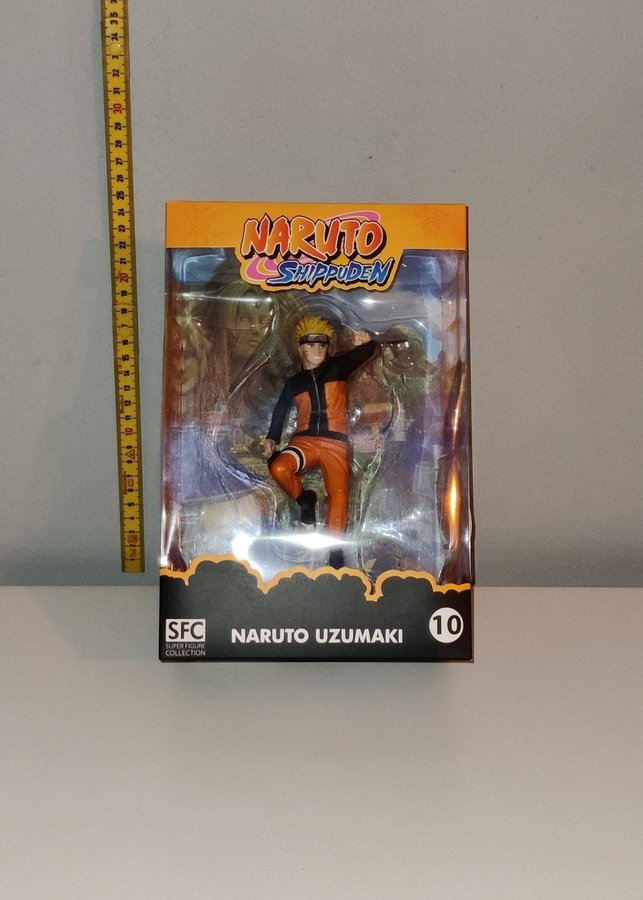 NARUTO
SHIPPUDEN
SFC
SUPER FIGURE
COLLECTION
NARUTO UZUMAKI
10